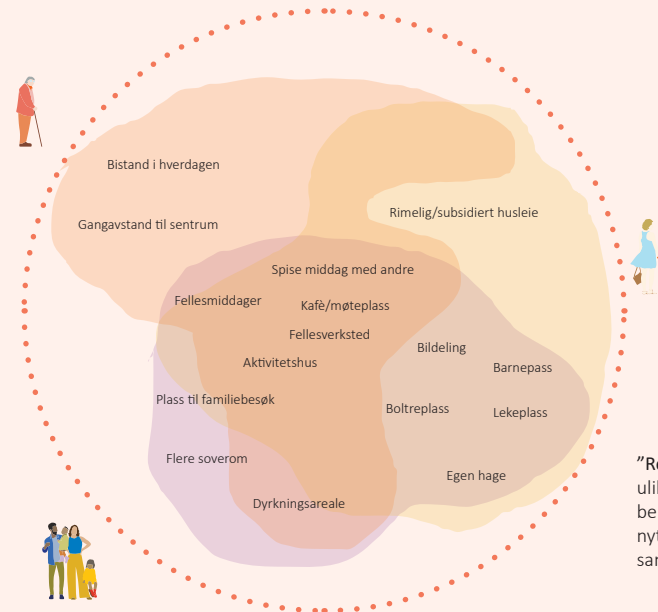 Bistand i hverdagen
Gangavstand til sentrum
Rimelig/subsidiert husleie
Spise middag med andre
Fellesmiddager
Kafè/møteplass
Fellesverksted
Bildeling
Aktivitetshus
Barnepass
Plass til familiebesøk
Boltreplass
Lekeplass
Flere soverom
Egen hage
Dyrkningsareale